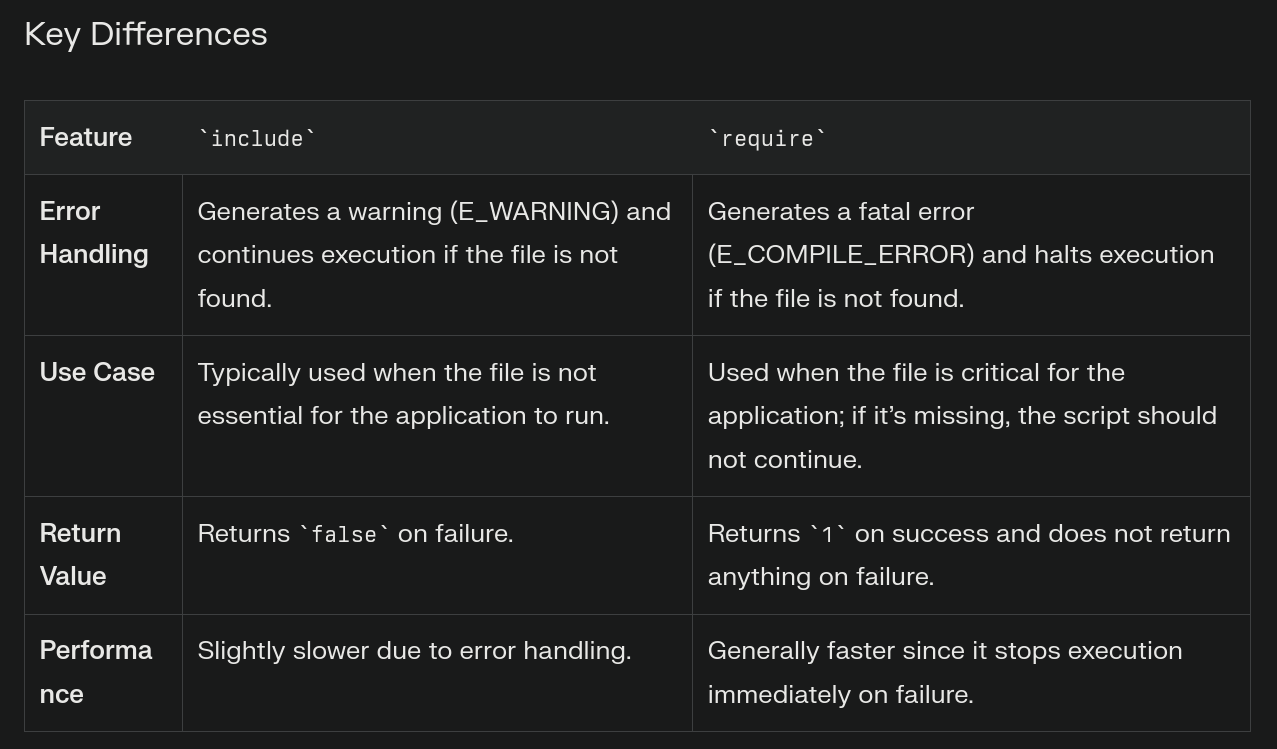 Key Differences
Feature `include` `require`
Error Handling
Generates a warning (E_WARNING) and
continues execution if the file is not
found.
Generates a fatal error
(E_COMPILE_ERROR) and halts execution
if the file is not found.
Use Case
Typically used when the file is not
essential for the application to run.
Used when the file is critical for the
application; if it’s missing, the script should
not continue.
Return
Value
Returns `false` on failure.
Returns `1` on success and does not return
anything on failure.
Performa
nce
Slightly slower due to error handling.
Generally faster since it stops execution
immediately on failure.